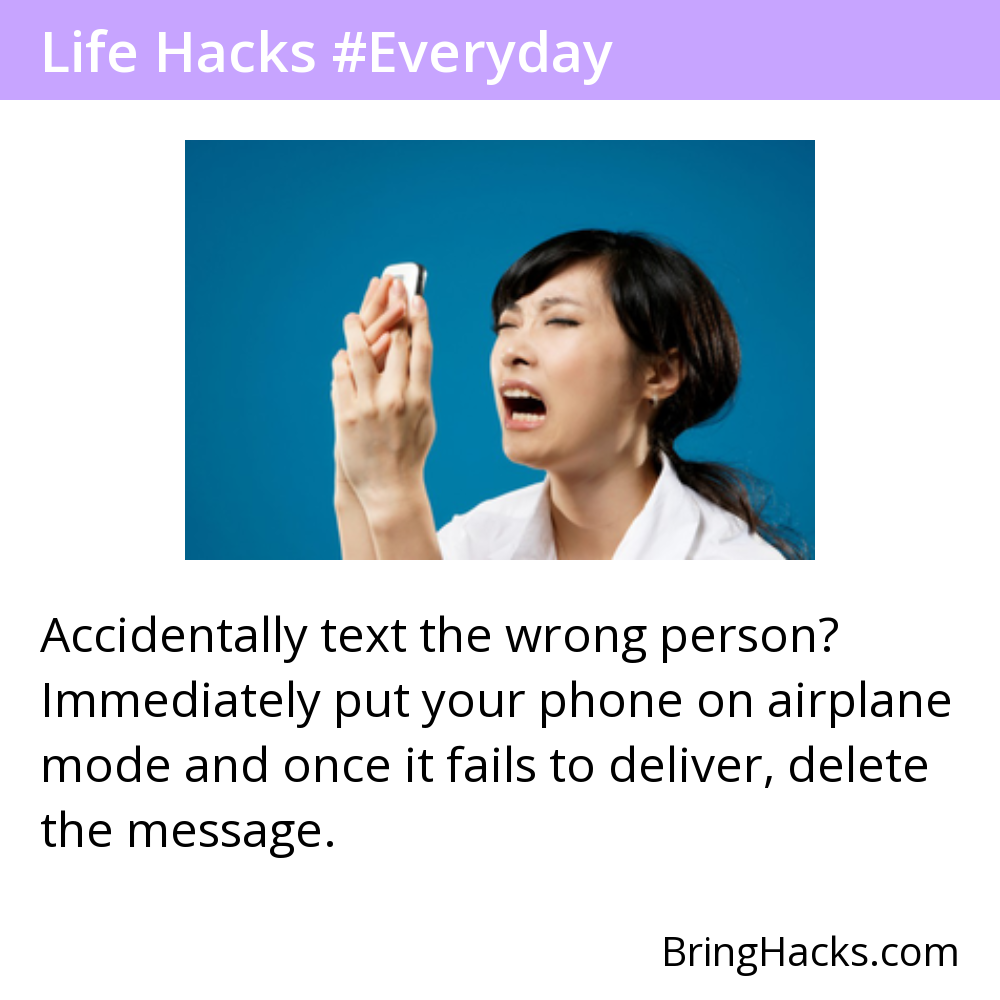 Life Hacks #Everyday
Accidentally text the wrong person?
Immediately put your phone on airplane
mode and once it fails to deliver, delete
the message.
BringHacks.com